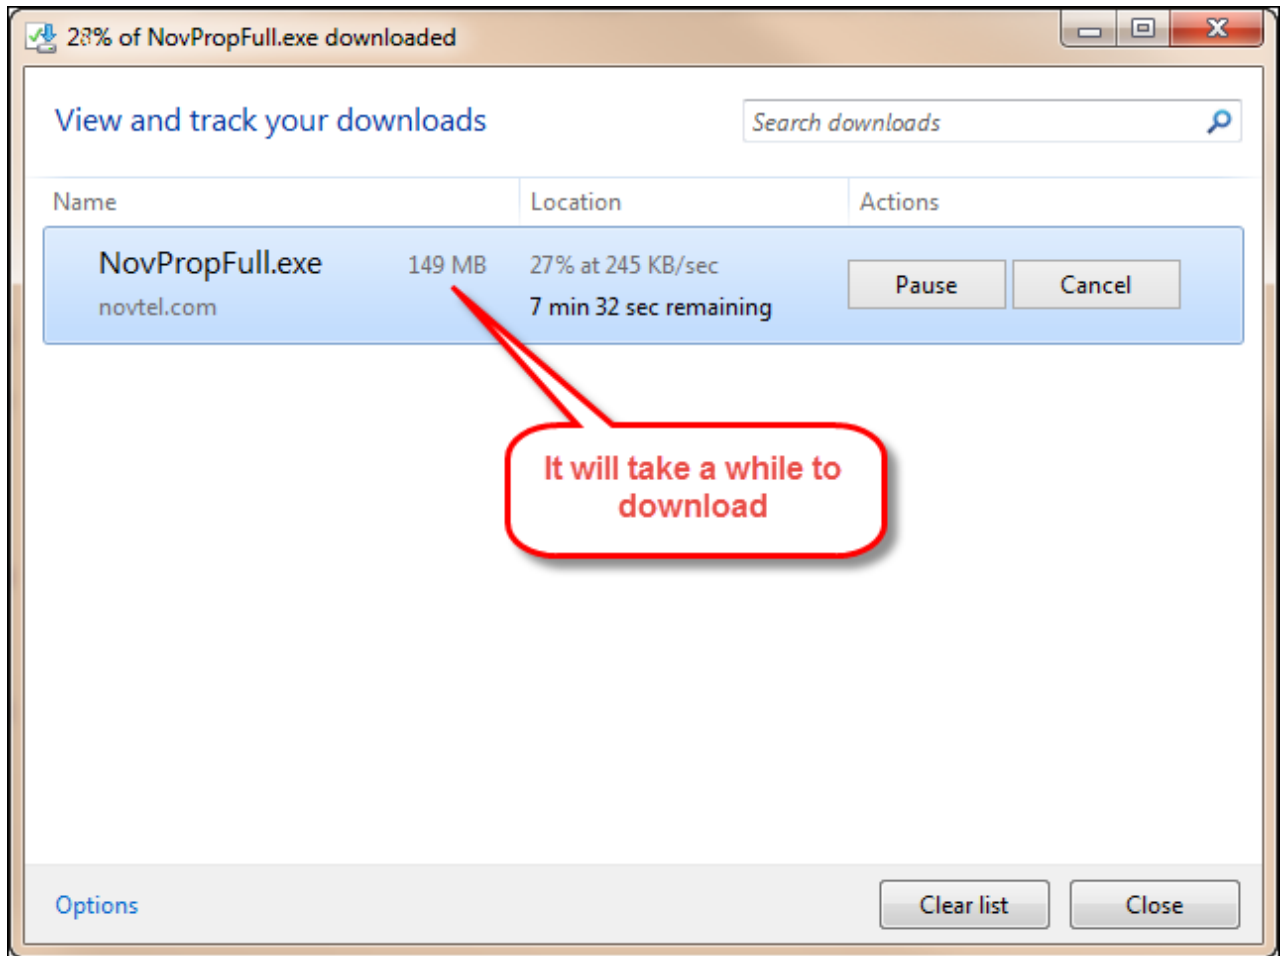 28% of NovPropFull.exe downloaded
View and track your downloads
Search downloads
Name
Location
Actions
NovPropFull.exe
149 MB
27% at 245 KB/sec
Pause
Cancel
novtel.com
7 min 32 sec remaining
It will take a while to
download
Options
Clear list
Close